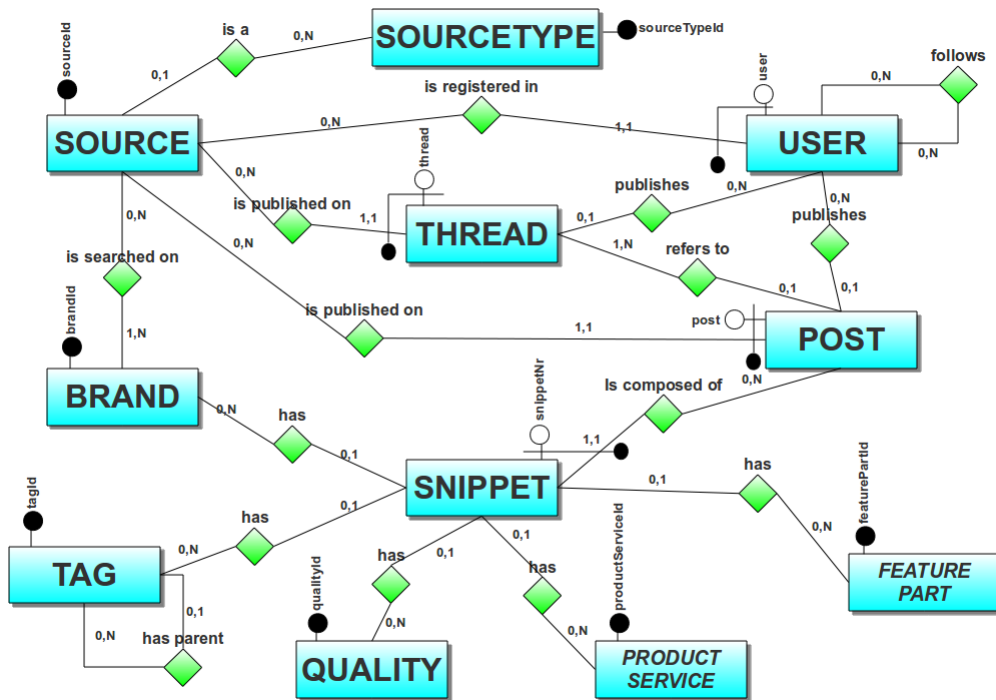 is a
0,N
SOURCETYPE
sourceTypeId
sourceId
0,1
is registered in
user
0,N
follows
SOURCE
0,N
1,1
USER
0,N
0,N
thread
publishes
0,N
is published on
1,1
THREAD
0,1
0,N
publishes
0,N
0,N
1,N
refers to
is searched on
0,1
0,1
brandId
is published on
1,1
post
POST
1,N
BRAND
0,N
has
snippetNr
Is composed of
0,N
0,1
1,1
SNIPPET
0,1
has
tagId
has
0,1
featurePartId
TAG
0,N
0,N
FEATURE
PART
qualityId
has
0,1
0,1
has
productServiceId
0,1
0,N
has parent
0,N
0,N
QUALITY
PRODUCT
SERVICE